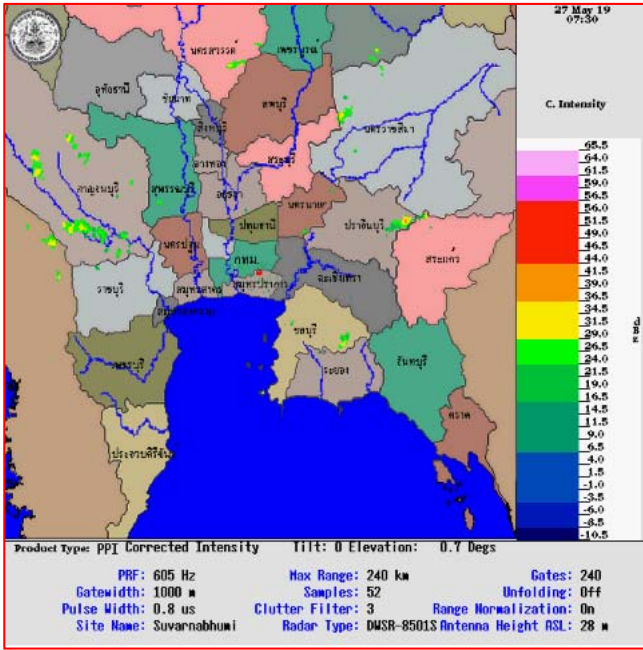 27 May 19
07:30
C. Intensity
นครสวรรค์
เพชรบูรณ์
อุทัยธานี
ชัยนาท
ลพบุรี
สิงห์บุรี
นครราชสีมา
อ่างทอง
สระบุรี
กาญจนบุรี
สุพรรณบุรี
อยุธยา
นครนายก
ปราจีนบุรี
ปทุมธานี
นครปฐม
กทม.
สระแก้ว
ราชบุรี
สมุทรสาคร
สมุทรปราการ
ฉะเชิงเทรา
ชลบุรี
จันทบุรี
เพชรบุรี
ระยอง
ตราด
ประจวบคีรีขันธ์
65.5
64.0
61.5
59.0
56.5
56.0
51.5
49.0
46.5
44.0
41.5
39.0
36.5
34.0
31.5
29.0
26.5
24.0
21.5
19.0
16.5
14.5
11.5
9.0
6.5
4.0
1.5
-1.0
-3.5
-6.0
-8.5
-10.5
Product Type: PPI Corrected Intensity Tilt: 0 Elevation: 0.7 Degs
PRF: 605 Hz Max Range: 240 km Gates: 240
Gatewidth: 1000 m Samples: 52 Unfolding: Off
Pulse Width: 0.8 us Clutter Filter: 3 Range Normalization: On
Site Name: Suvarnabhumi Radar Type: DWSR-8501S Antenna Height ASL: 28 m